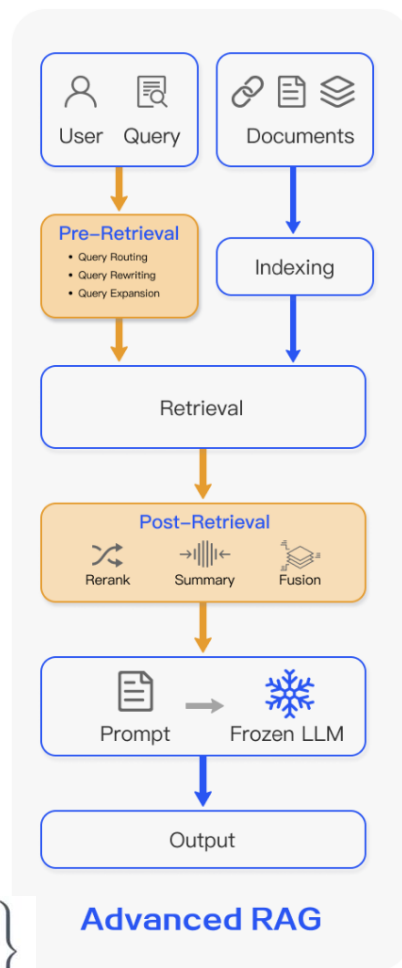 User Query
Documents
Pre-Retrieval
• Query Routing
• Query Rewriting
• Query Expansion
Indexing
Retrieval
Post-Retrieval
Rerank Summary Fusion
Prompt Frozen LLM
Output
}
Advanced RAG